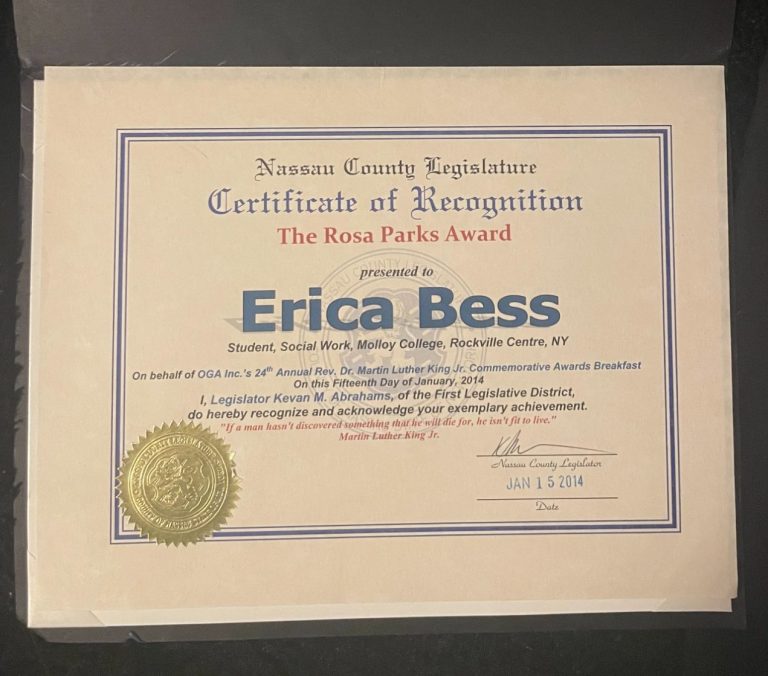 Nassau County Legislature
Certificate of Recognition
The Rosa Parks Award
presented to
Erica Bess
Student, Social Work, Molloy College, Rockville Centre, NY
On behalf of OGA Inc.'s 24th Annual Rev. Dr. Martin Luther King Jr. Commemorative Awards Breakfast
On this Fifteenth Day of January, 2014
I, Legislator Kevan M. Abrahams, of the First Legislative District,
do hereby recognize and acknowledge your exemplary achievement.
"If a man hasn't discovered something that he will die for, he isn't fit to live."
Martin Luther King Jr.
Nassau County Legislator
JAN 15 2014
Date